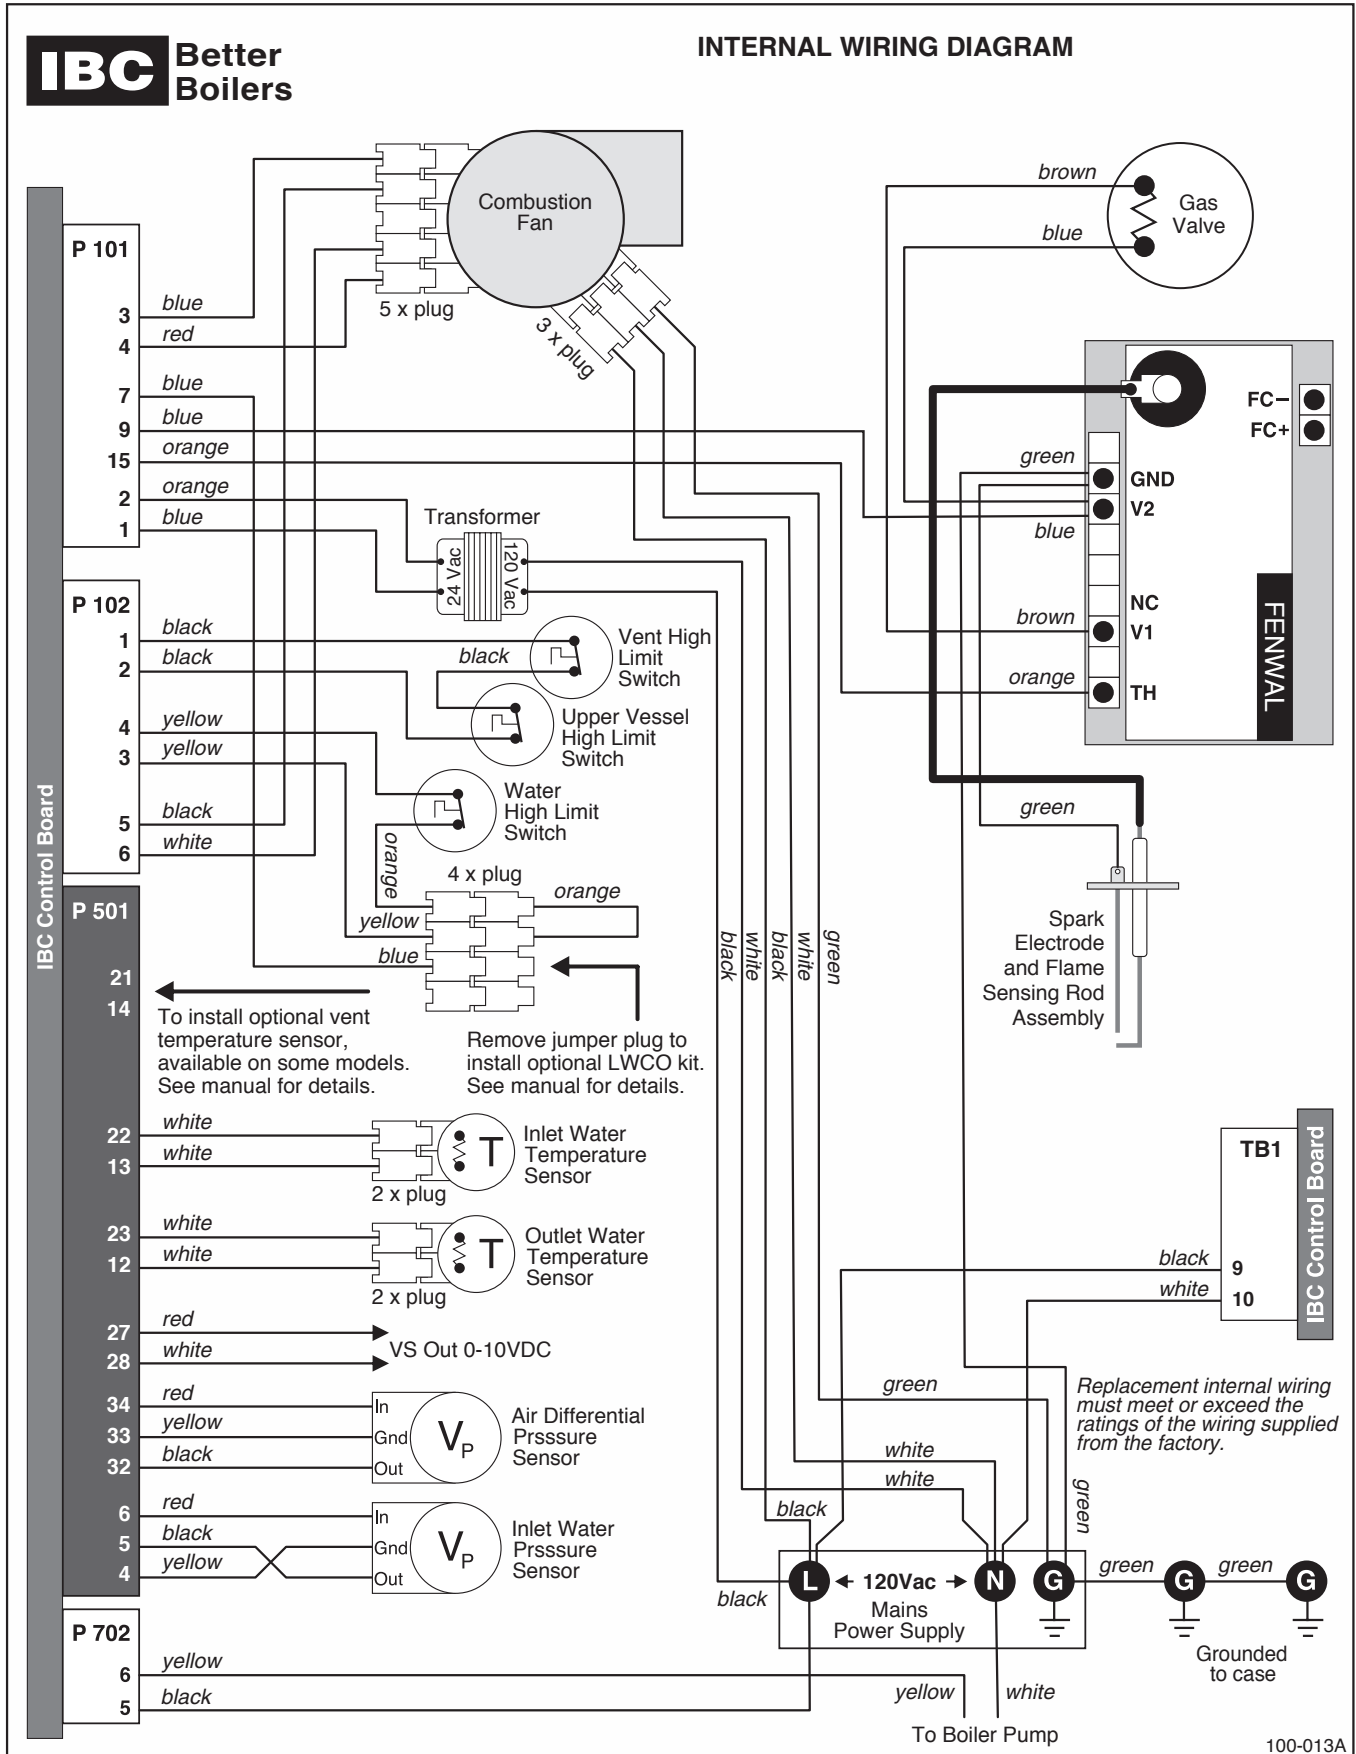 IBC Better
Boilers
INTERNAL WIRING DIAGRAM
IBC Control Board
P 101
3 blue
4 red
7 blue
9 blue
15 orange
2 orange
1 blue
Combustion
Fan
5 x plug
3 x plug
brown
blue
Gas
Valve
FC–
FC+
green
GND
V2
blue
NC
brown
V1
orange
TH
FENWAL
Transformer
24 Vac
120 Vac
P 102
1 black
2 black
4 yellow
3 yellow
5 black
6 white
black
Vent High
Limit
Switch
Upper Vessel
High Limit
Switch
Water
High Limit
Switch
orange
4 x plug
orange
yellow
blue
black
white
black
white
green
green
Spark
Electrode
and Flame
Sensing Rod
Assembly
P 501
21
14
To install optional vent
temperature sensor,
available on some models.
See manual for details.
Remove jumper plug to
install optional LWCO kit.
See manual for details.
22 white
13 white
2 x plug
T
Inlet Water
Temperature
Sensor
23 white
12 white
2 x plug
T
Outlet Water
Temperature
Sensor
27 red
28 white
VS Out 0-10VDC
34 red
33 yellow
32 black
In
Gnd
Out
VP
Air Differential
Prsssure
Sensor
6 red
5 black
4 yellow
In
Gnd
Out
VP
Inlet Water
Prsssure
Sensor
TB1
IBC Control Board
black 9
white 10
Replacement internal wiring
must meet or exceed the
ratings of the wiring supplied
from the factory.
green
white
white
black
green
black
L 120Vac N G
Mains
Power Supply
green G green G
Grounded
to case
P 702
6 yellow
5 black
yellow
white
To Boiler Pump
100-013A